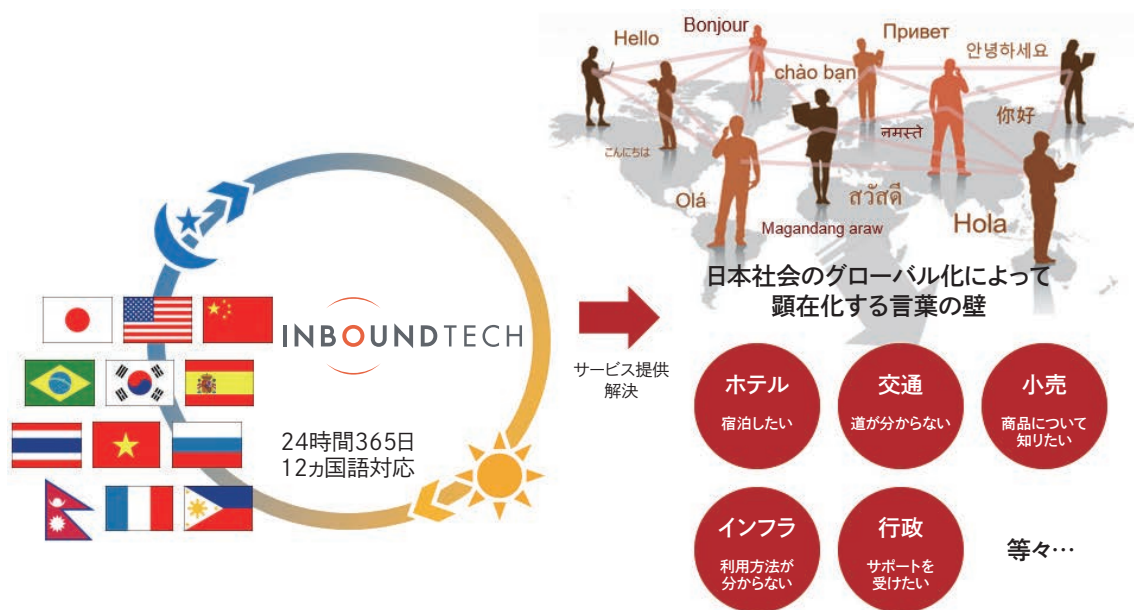 INBOUNDTECH
24時間365日
12ヵ国語対応
サービス提供
解決
Hello
Bonjour
Привет
안녕하세요
chào bạn
你好
नमस्ते
こんにちは
Olá
สวัสดี
Hola
Magandang araw
日本社会のグローバル化によって
顕在化する言葉の壁
ホテル
宿泊したい
交通
道が分からない
小売
商品について
知りたい
インフラ
利用方法が
分からない
行政
サポートを
受けたい
等々…